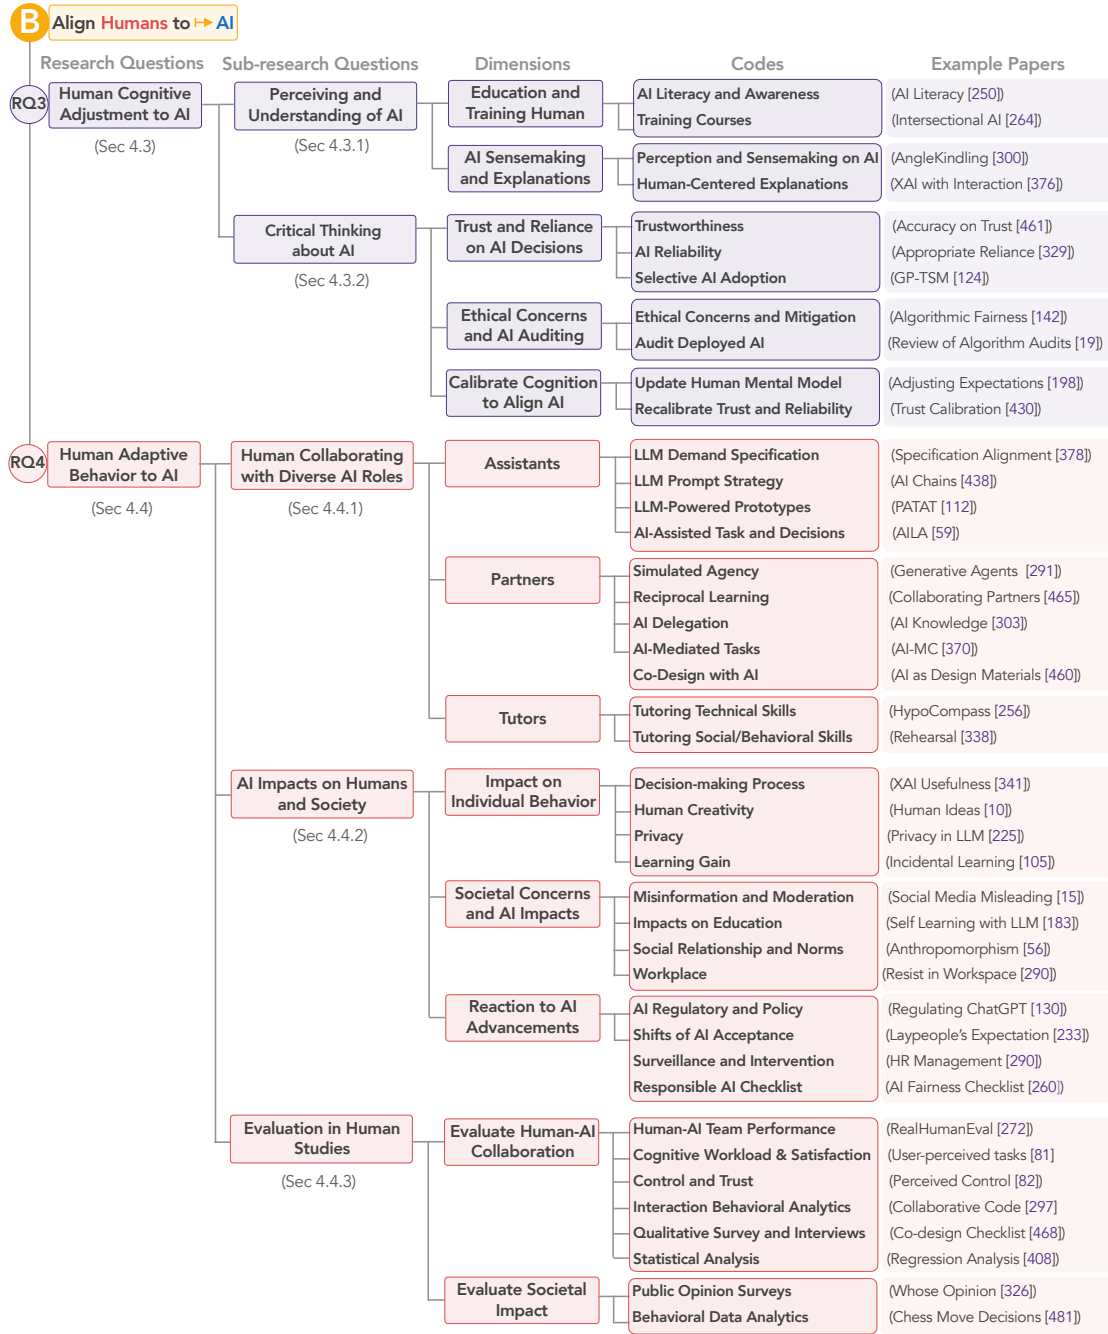 B Align Humans to ↦ AI
Research Questions Sub-research Questions Dimensions Codes Example Papers
RQ3
Human Cognitive
Adjustment to AI
(Sec 4.3)
Perceiving and
Understanding of AI
(Sec 4.3.1)
Education and
Training Human
AI Literacy and Awareness (AI Literacy [250])
Training Courses (Intersectional AI [264])
AI Sensemaking
and Explanations
Perception and Sensemaking on AI (AngleKindling [300])
Human-Centered Explanations (XAI with Interaction [376])
Critical Thinking
about AI
(Sec 4.3.2)
Trust and Reliance
on AI Decisions
Trustworthiness (Accuracy on Trust [461])
AI Reliability (Appropriate Reliance [329])
Selective AI Adoption (GP-TSM [124])
Ethical Concerns
and AI Auditing
Ethical Concerns and Mitigation (Algorithmic Fairness [142])
Audit Deployed AI (Review of Algorithm Audits [19])
Calibrate Cognition
to Align AI
Update Human Mental Model (Adjusting Expectations [198])
Recalibrate Trust and Reliability (Trust Calibration [430])
RQ4
Human Adaptive
Behavior to AI
(Sec 4.4)
Human Collaborating
with Diverse AI Roles
(Sec 4.4.1)
Assistants
LLM Demand Specification (Specification Alignment [378])
LLM Prompt Strategy (AI Chains [438])
LLM-Powered Prototypes (PATAT [112])
AI-Assisted Task and Decisions (AILA [59])
Partners
Simulated Agency (Generative Agents [291])
Reciprocal Learning (Collaborating Partners [465])
AI Delegation (AI Knowledge [303])
AI-Mediated Tasks (AI-MC [370])
Co-Design with AI (AI as Design Materials [460])
Tutors
Tutoring Technical Skills (HypoCompass [256])
Tutoring Social/Behavioral Skills (Rehearsal [338])
AI Impacts on Humans
and Society
(Sec 4.4.2)
Impact on
Individual Behavior
Decision-making Process (XAI Usefulness [341])
Human Creativity (Human Ideas [10])
Privacy (Privacy in LLM [225])
Learning Gain (Incidental Learning [105])
Societal Concerns
and AI Impacts
Misinformation and Moderation (Social Media Misleading [15])
Impacts on Education (Self Learning with LLM [183])
Social Relationship and Norms (Anthropomorphism [56])
Workplace (Resist in Workspace [290])
Reaction to AI
Advancements
AI Regulatory and Policy (Regulating ChatGPT [130])
Shifts of AI Acceptance (Laypeople's Expectation [233])
Surveillance and Intervention (HR Management [290])
Responsible AI Checklist (AI Fairness Checklist [260])
Evaluation in Human
Studies
(Sec 4.4.3)
Evaluate Human-AI
Collaboration
Human-AI Team Performance (RealHumanEval [272])
Cognitive Workload & Satisfaction (User-perceived tasks [81]
Control and Trust (Perceived Control [82])
Interaction Behavioral Analytics (Collaborative Code [297]
Qualitative Survey and Interviews (Co-design Checklist [468])
Statistical Analysis (Regression Analysis [408])
Evaluate Societal
Impact
Public Opinion Surveys (Whose Opinion [326])
Behavioral Data Analytics (Chess Move Decisions [481])